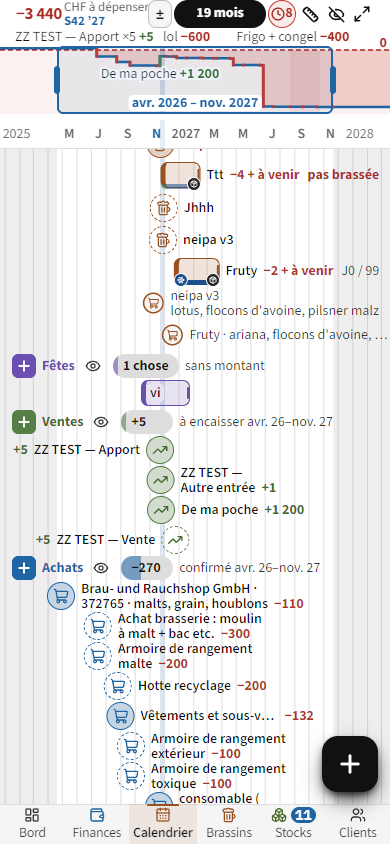 −3 440 CHF à dépenser
S42 ’27
±
19 mois
8
ZZ TEST — Apport ×5 +5 lol −600 Frigo + congel −400
0
De ma poche +1 200
avr. 2026 – nov. 2027
2025 M J S N 2027 M M J S N 2028
Ttt −4 + à venir pas brassée
Jhhh
neipa v3
Fruty −2 + à venir J0 / 99
neipa v3
lotus, flocons d'avoine, pilsner malz
Fruty · ariana, flocons d'avoine, …
Fêtes 1 chose sans montant
vi
Ventes +5 à encaisser avr. 26–nov. 27
+5 ZZ TEST — Apport
ZZ TEST —
Autre entrée +1
De ma poche +1 200
+5 ZZ TEST — Vente
Achats −270 confirmé avr. 26–nov. 27
Brau- und Rauchshop GmbH ·
372765 · malts, grain, houblons −110
Achat brasserie : moulin
à malt + bac etc. −300
Armoire de rangement
malte −200
Hotte recyclage −200
Vêtements et sous-v… −132
Armoire de rangement
extérieur −100
Armoire de rangement
toxique −100
consomable (
Bord Finances Calendrier Brassins Stocks 11 Clients